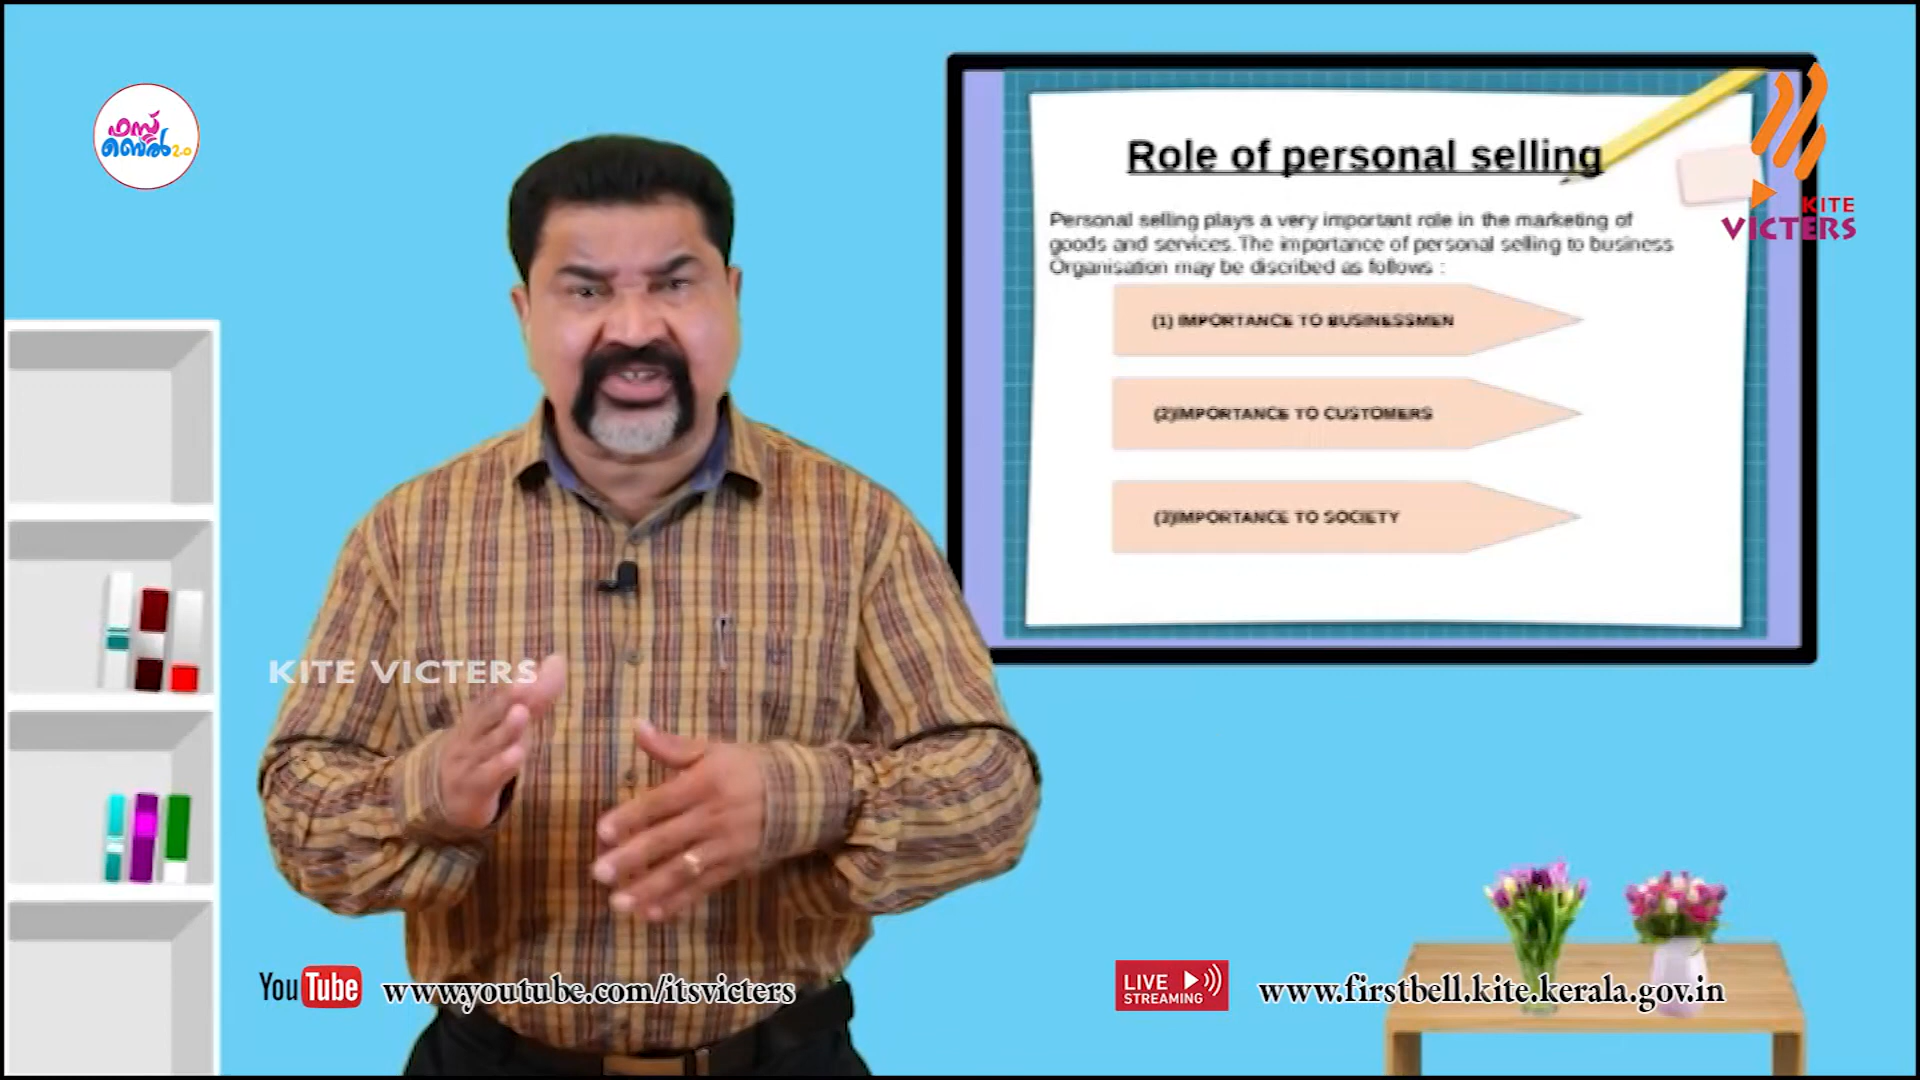 ഫസ്റ്റ്
ബെൽ 2.0
Role of personal selling
Personal selling plays a very important role in the marketing of
goods and services.The importance of personal selling to business
Organisation may be discribed as follows :
(1) IMPORTANCE TO BUSINESSMEN
(2)IMPORTANCE TO CUSTOMERS
(3)IMPORTANCE TO SOCIETY
KITE
VICTERS
KITE VICTERS
YouTube
www.youtube.com/itsvicters
LIVE
STREAMING
www.firstbell.kite.kerala.gov.in